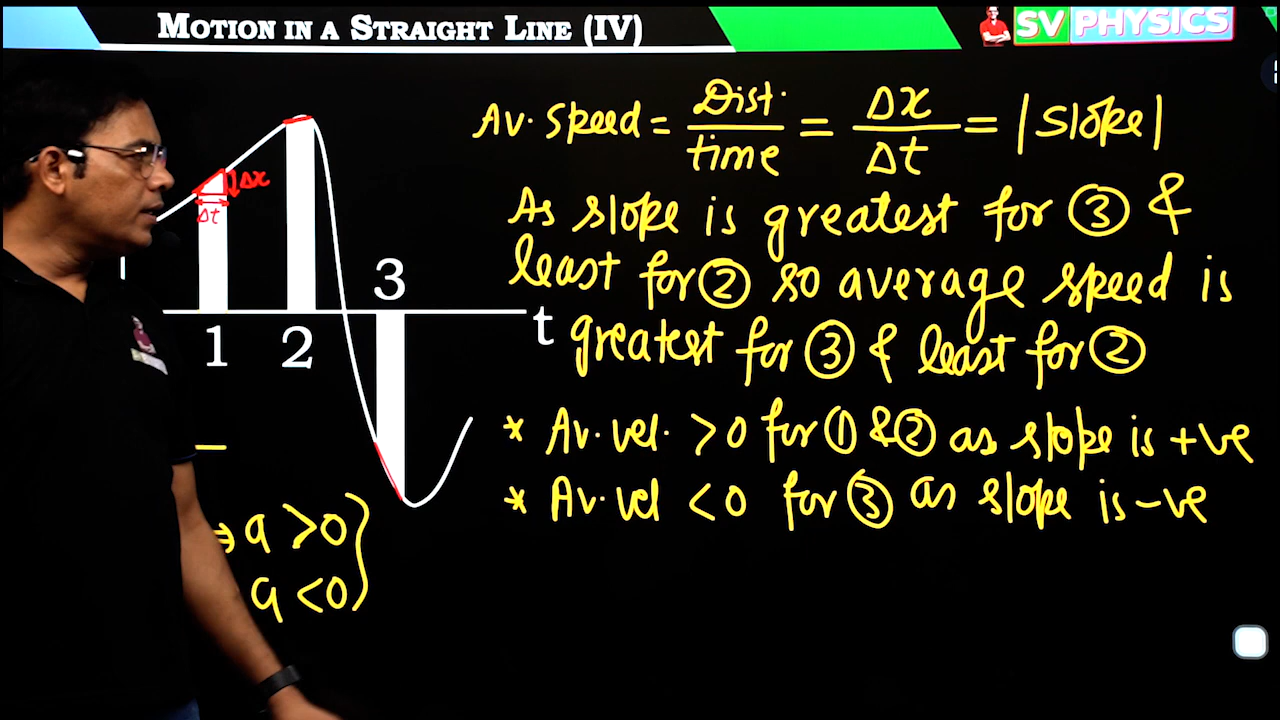 MOTION IN A STRAIGHT LINE (IV)
SV PHYSICS
Av. Speed = Dist. / time = Δx / Δt = |Slope|
As slope is greatest for ③ &
least for ② so average speed is
greatest for ③ & least for ②
* Av. vel. >0 for ① & ② as slope is +ve
* Av. vel <0 for ③ as slope is -ve
Δx
Δt
3
1 2
t
⇒ a >0
a <0